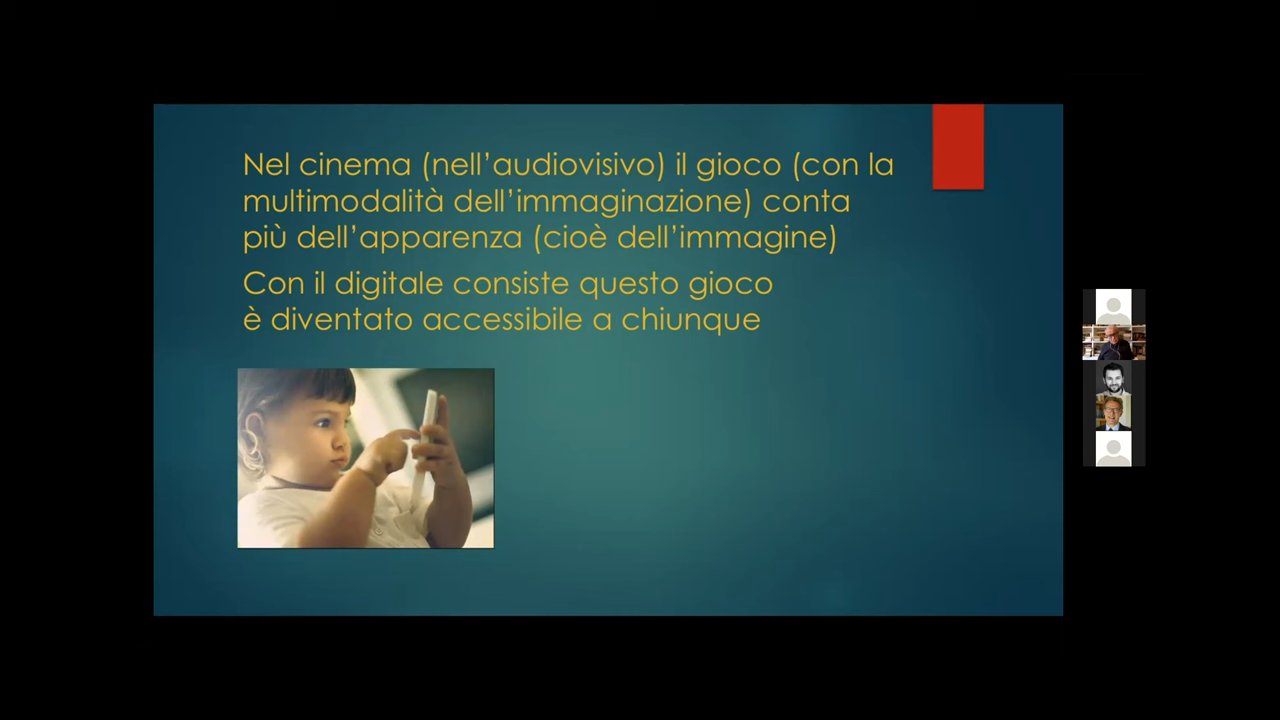 Nel cinema (nell’audiovisivo) il gioco (con la
multimodalità dell’immaginazione) conta
più dell’apparenza (cioè dell’immagine)
Con il digitale consiste questo gioco
è diventato accessibile a chiunque